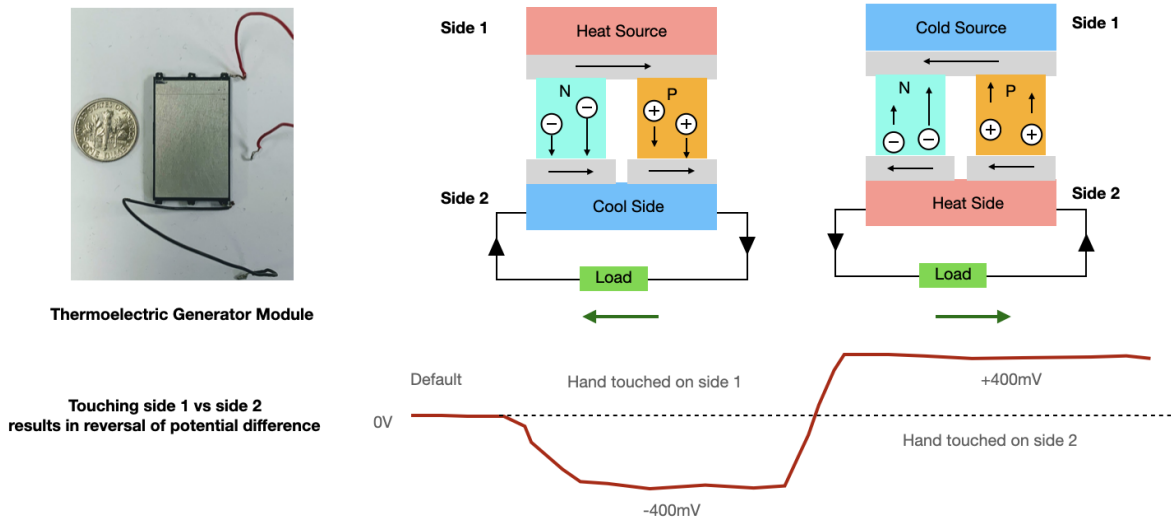 Side 1
Heat Source
N
P
−
−
+
+
Side 2
Cool Side
Load
Cold Source
Side 1
N
P
−
−
+
+
Heat Side
Side 2
Load
Thermoelectric Generator Module
Touching side 1 vs side 2
results in reversal of potential difference
Default
Hand touched on side 1
+400mV
0V
Hand touched on side 2
-400mV